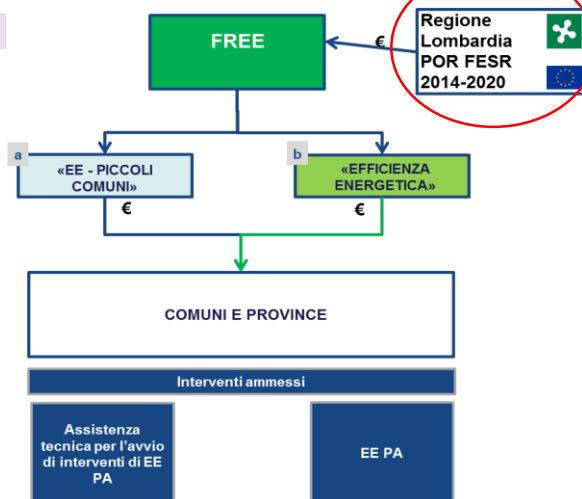 FREE
€
Regione
Lombardia
POR FESR
2014-2020
a
«EE - PICCOLI
COMUNI»
€
b
«EFFICIENZA
ENERGETICA»
€
COMUNI E PROVINCE
Interventi ammessi
Assistenza
tecnica per l'avvio
di interventi di EE
PA
EE PA